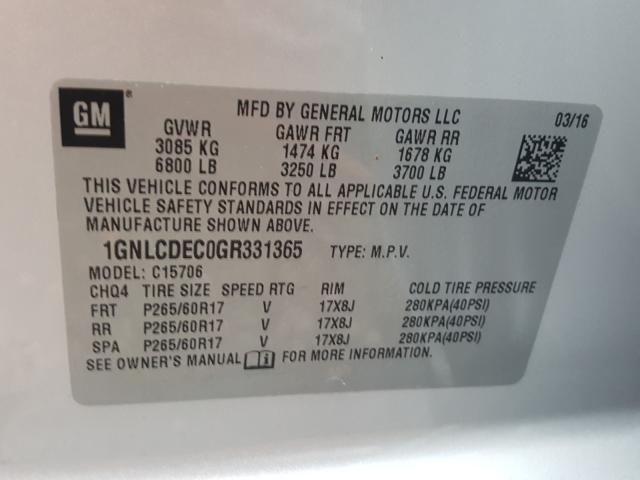 GM
MFD BY GENERAL MOTORS LLC 03/16
GVWR GAWR FRT GAWR RR
3085 KG 1474 KG 1678 KG
6800 LB 3250 LB 3700 LB
THIS VEHICLE CONFORMS TO ALL APPLICABLE U.S. FEDERAL MOTOR
VEHICLE SAFETY STANDARDS IN EFFECT ON THE DATE OF
MANUFACTURE SHOWN ABOVE.
1GNLCDEC0GR331365 TYPE: M.P.V.
MODEL: C15706
CHQ4 TIRE SIZE SPEED RTG RIM COLD TIRE PRESSURE
FRT P265/60R17 V 17X8J 280KPA(40PSI)
RR P265/60R17 V 17X8J 280KPA(40PSI)
SPA P265/60R17 V 17X8J 280KPA(40PSI)
SEE OWNER'S MANUAL FOR MORE INFORMATION.